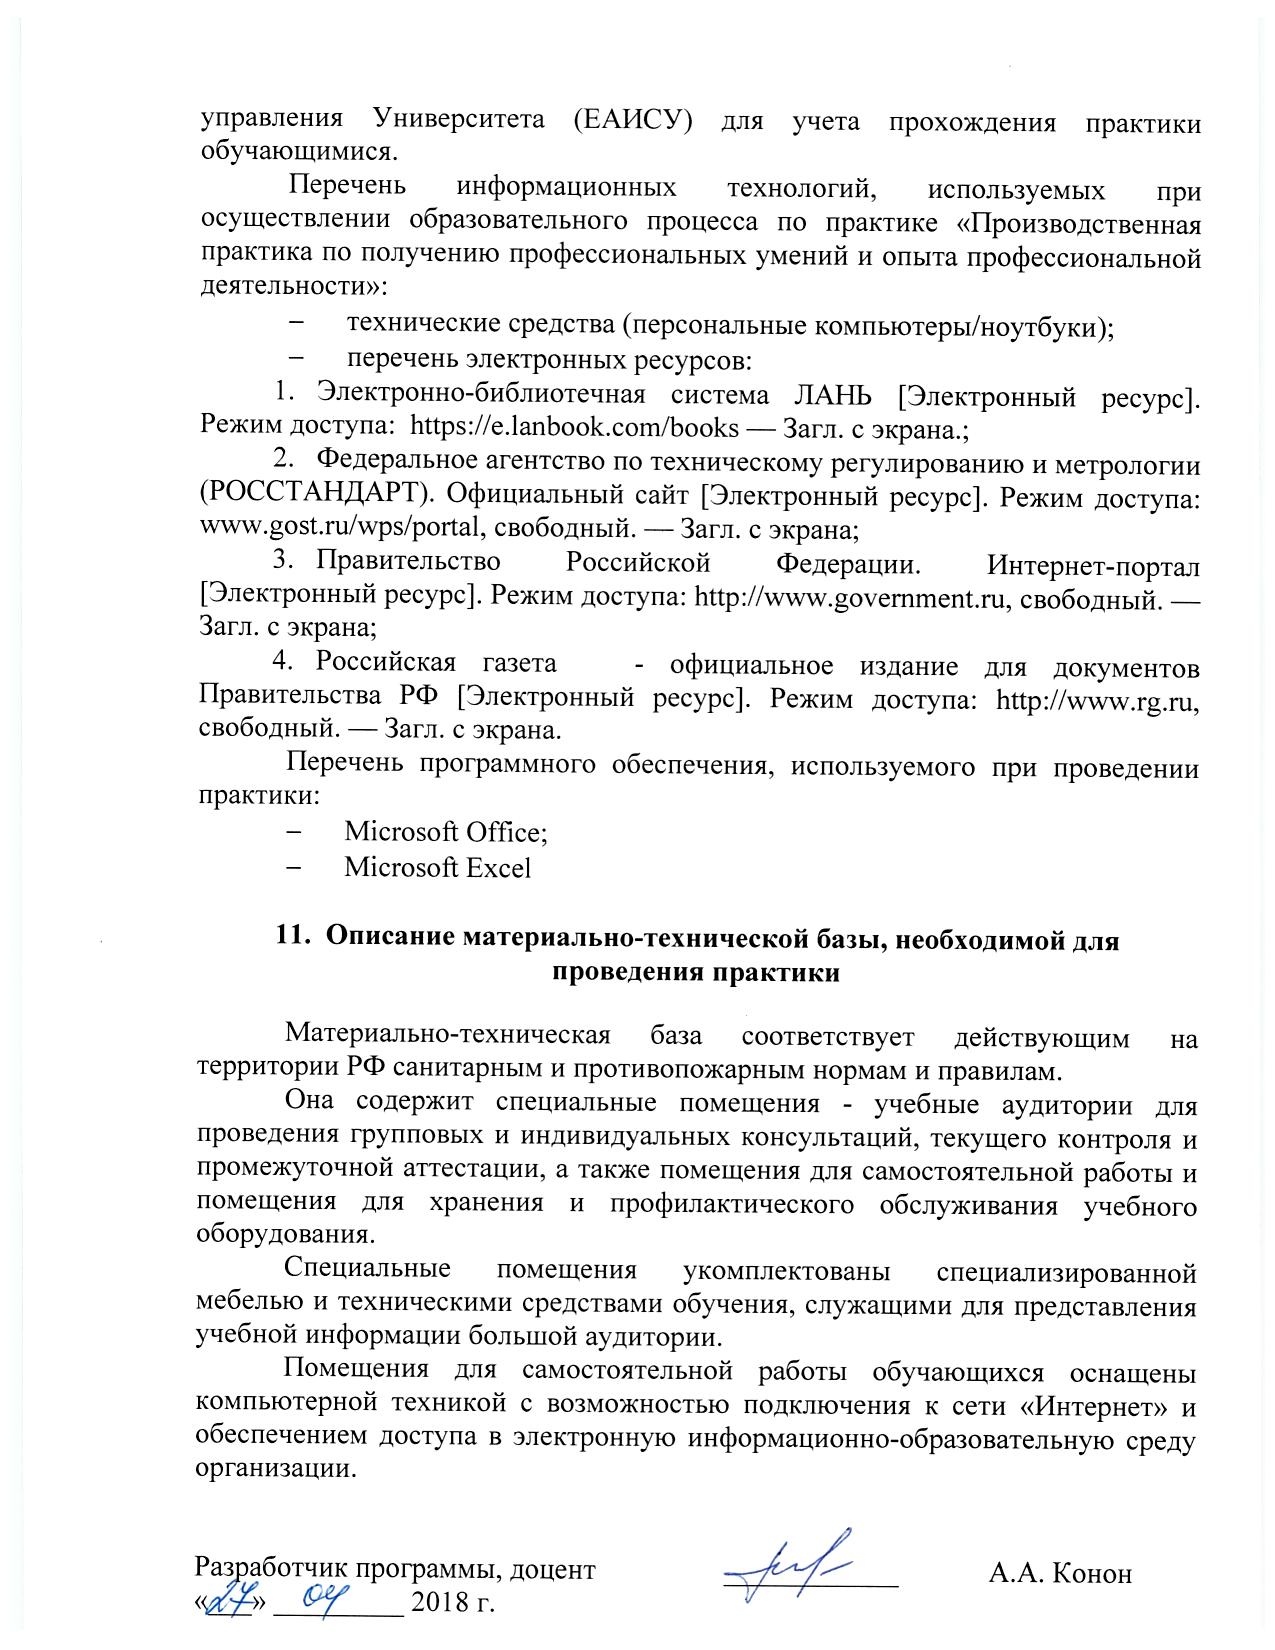 управления Университета (ЕАИСУ) для учета прохождения практики
обучающимися.
Перечень информационных технологий, используемых при
осуществлении образовательного процесса по практике «Производственная
практика по получению профессиональных умений и опыта профессиональной
деятельности»:
− технические средства (персональные компьютеры/ноутбуки);
− перечень электронных ресурсов:
1. Электронно-библиотечная система ЛАНЬ [Электронный ресурс].
Режим доступа: https://e.lanbook.com/books — Загл. с экрана.;
2. Федеральное агентство по техническому регулированию и метрологии
(РОССТАНДАРТ). Официальный сайт [Электронный ресурс]. Режим доступа:
www.gost.ru/wps/portal, свободный. — Загл. с экрана;
3. Правительство Российской Федерации. Интернет-портал
[Электронный ресурс]. Режим доступа: http://www.government.ru, свободный. —
Загл. с экрана;
4. Российская газета - официальное издание для документов
Правительства РФ [Электронный ресурс]. Режим доступа: http://www.rg.ru,
свободный. — Загл. с экрана.
Перечень программного обеспечения, используемого при проведении
практики:
− Microsoft Office;
− Microsoft Excel
11. Описание материально-технической базы, необходимой для
проведения практики
Материально-техническая база соответствует действующим на
территории РФ санитарным и противопожарным нормам и правилам.
Она содержит специальные помещения - учебные аудитории для
проведения групповых и индивидуальных консультаций, текущего контроля и
промежуточной аттестации, а также помещения для самостоятельной работы и
помещения для хранения и профилактического обслуживания учебного
оборудования.
Специальные помещения укомплектованы специализированной
мебелью и техническими средствами обучения, служащими для представления
учебной информации большой аудитории.
Помещения для самостоятельной работы обучающихся оснащены
компьютерной техникой с возможностью подключения к сети «Интернет» и
обеспечением доступа в электронную информационно-образовательную среду
организации.
Разработчик программы, доцент ____________ А.А. Конон
«27» 04 2018 г.